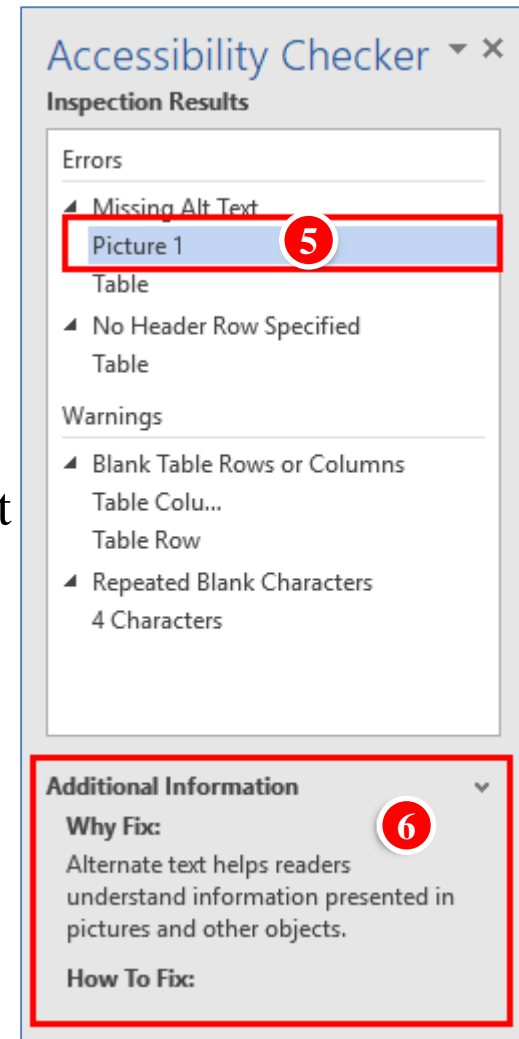 Accessibility Checker
Inspection Results
Errors
Missing Alt Text
Picture 1
5
Table
No Header Row Specified
Table
Warnings
Blank Table Rows or Columns
t
Table Colu...
Table Row
Repeated Blank Characters
4 Characters
Additional Information
Why Fix:
6
Alternate text helps readers
understand information presented in
pictures and other objects.
How To Fix: